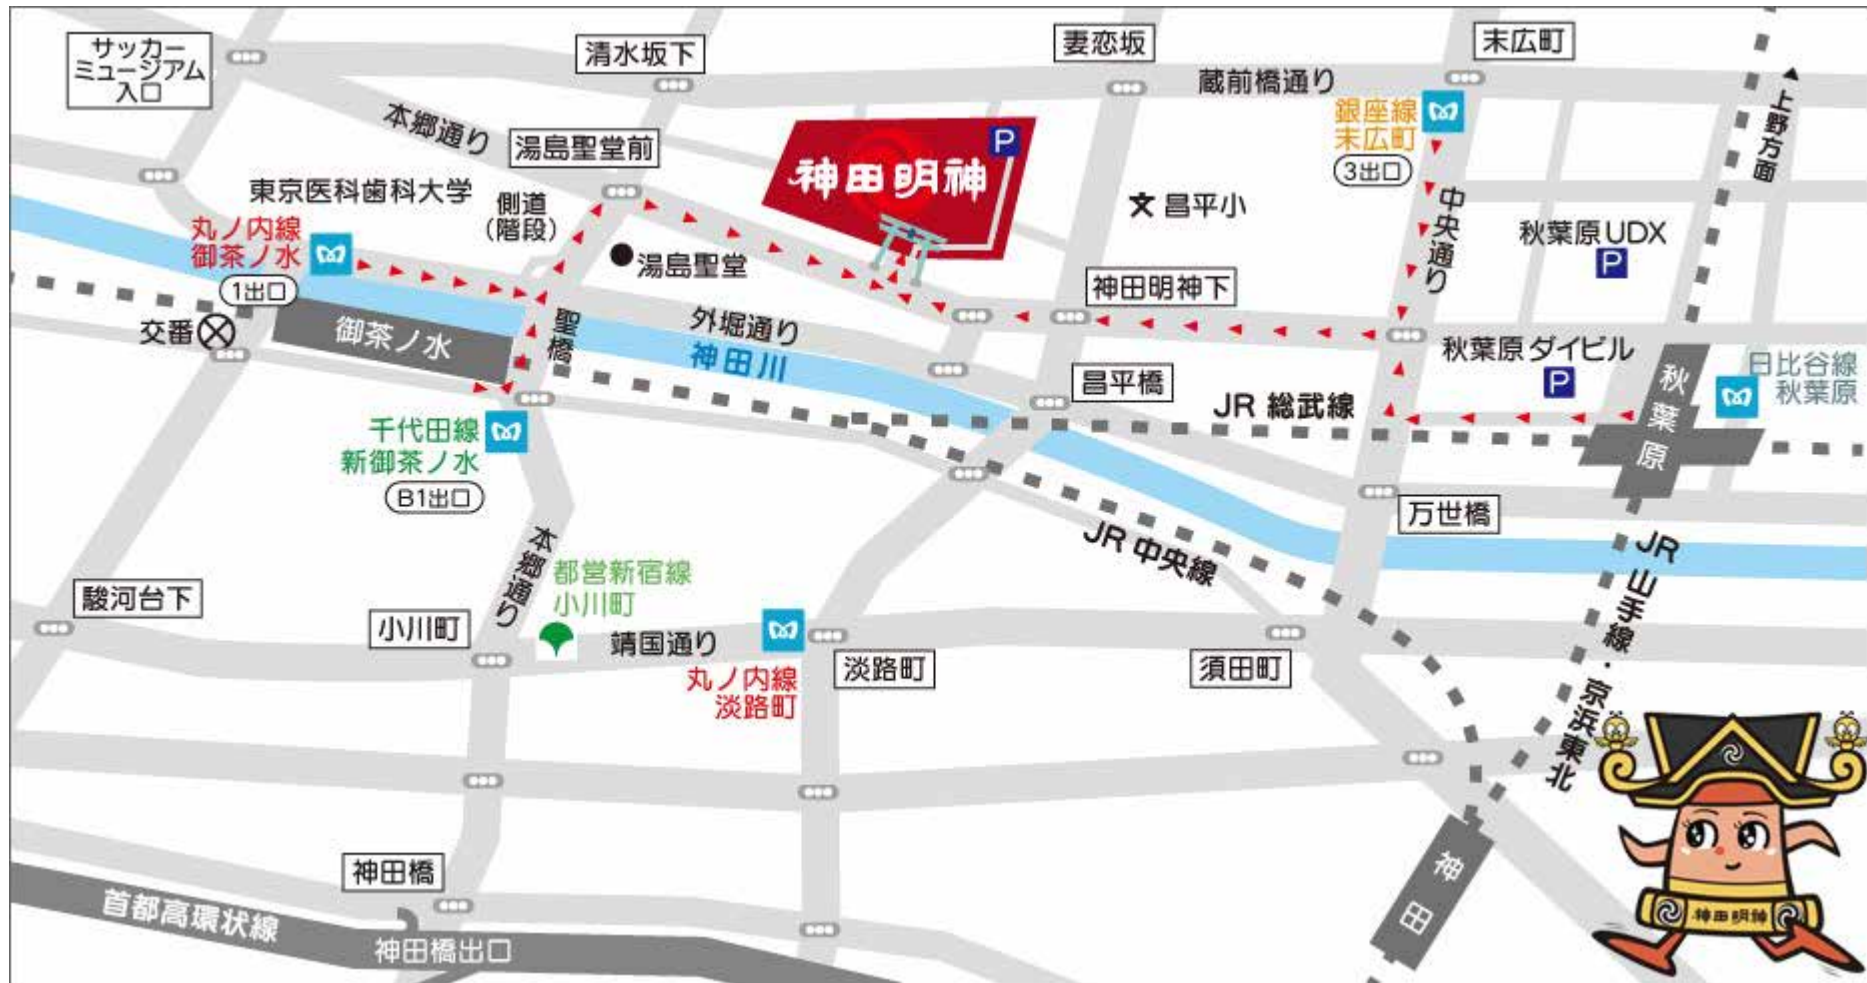 サッカー
ミュージアム
入口
清水坂下
妻恋坂
末広町
蔵前橋通り
上野方面
本郷通り
湯島聖堂前
神田明神
P
銀座線
末広町
3出口
中央通り
東京医科歯科大学
側道
(階段)
文 昌平小
秋葉原UDX
P
丸ノ内線
御茶ノ水
1出口
湯島聖堂
神田明神下
交番
御茶ノ水
聖橋
外堀通り
神田川
秋葉原ダイビル
P
秋葉原
日比谷線
秋葉原
昌平橋
JR 総武線
千代田線
新御茶ノ水
B1出口
万世橋
JR 中央線
JR 山手線・京浜東北
本郷通り
都営新宿線
小川町
駿河台下
小川町
靖国通り
丸ノ内線
淡路町
淡路町
須田町
神田
神田明神
神田橋
首都高環状線
神田橋出口